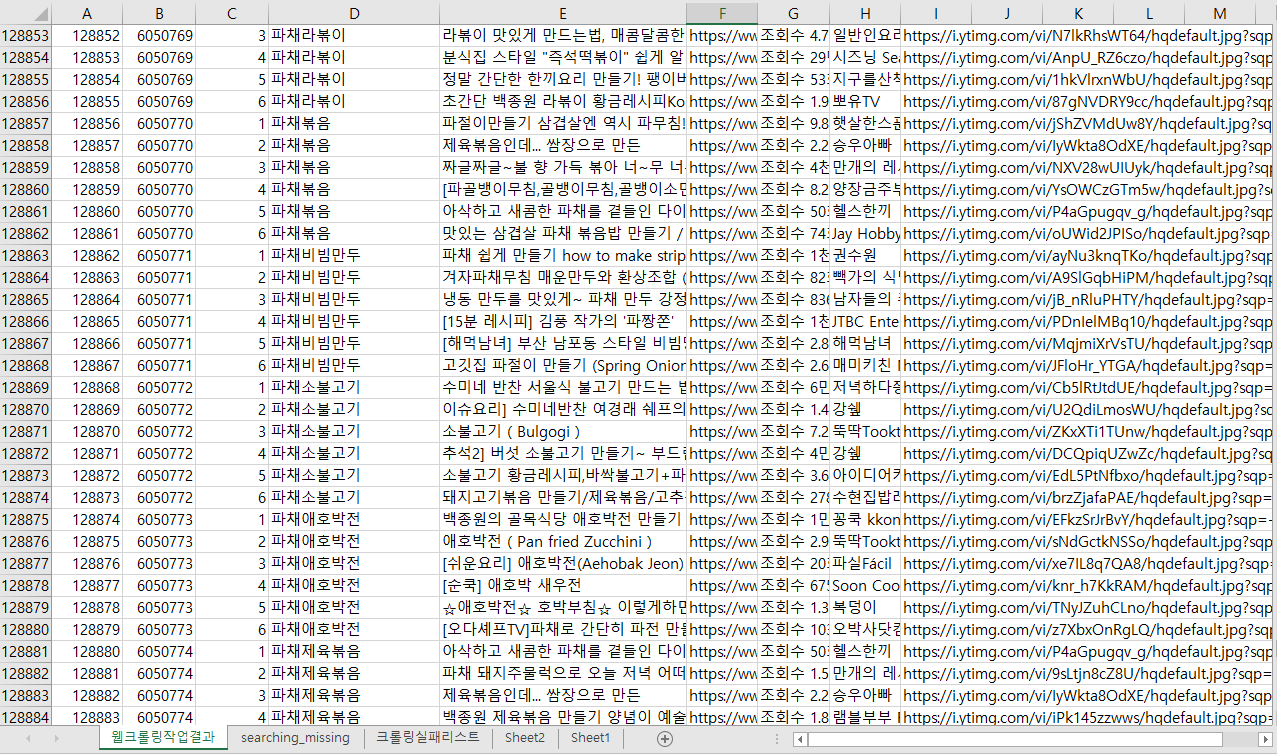 A B C D E F G H I J K L M
128853 128852 6050769 3 파채라볶이 라볶이 맛있게 만드는법, 매콤달콤한 https://ww 조회수 4.7 일반인요리 https://i.ytimg.com/vi/N7lkRhsWT64/hqdefault.jpg?sqp
128854 128853 6050769 4 파채라볶이 분식집 스타일 "즉석떡볶이" 쉽게 알 https://ww 조회수 29 시즈닝 Sea https://i.ytimg.com/vi/AnpU_RZ6czo/hqdefault.jpg?sqp
128855 128854 6050769 5 파채라볶이 정말 간단한 한끼요리 만들기! 팽이버 https://ww 조회수 53 지구를산책 https://i.ytimg.com/vi/1hkVlrxnWbU/hqdefault.jpg?sqp
128856 128855 6050769 6 파채라볶이 초간단 백종원 라볶이 황금레시피Ko https://ww 조회수 1.9 뽀유TV https://i.ytimg.com/vi/87gNVDRY9cc/hqdefault.jpg?sqp
128857 128856 6050770 1 파채볶음 파절이만들기 삼겹살엔 역시 파무침! https://ww 조회수 9.8 햇살한스푼 https://i.ytimg.com/vi/jShZVMdUw8Y/hqdefault.jpg?sq
128858 128857 6050770 2 파채볶음 제육볶음인데... 쌈장으로 만든 https://ww 조회수 2.2 승우아빠 https://i.ytimg.com/vi/IyWkta8OdXE/hqdefault.jpg?sqp
128859 128858 6050770 3 파채볶음 짜글짜글~불 향 가득 볶아 너~무 너 https://ww 조회수 4천 만개의 레 https://i.ytimg.com/vi/NXV28wUIUyk/hqdefault.jpg?sqp
128860 128859 6050770 4 파채볶음 [파골뱅이무침,골뱅이무침,골뱅이소면 https://ww 조회수 8.2 양장금주부 https://i.ytimg.com/vi/YsOWCzGTm5w/hqdefault.jpg?s
128861 128860 6050770 5 파채볶음 아삭하고 새콤한 파채를 곁들인 다이 https://ww 조회수 50 헬스한끼 https://i.ytimg.com/vi/P4aGpugqv_g/hqdefault.jpg?sqp
128862 128861 6050770 6 파채볶음 맛있는 삼겹살 파채 볶음밥 만들기 / https://ww 조회수 74 Jay Hobby https://i.ytimg.com/vi/oUWid2JPISo/hqdefault.jpg?sqp=
128863 128862 6050771 1 파채비빔만두 파채 쉽게 만들기 how to make strip https://ww 조회수 1천 권수원 https://i.ytimg.com/vi/ayNu3knqTKo/hqdefault.jpg?sqp
128864 128863 6050771 2 파채비빔만두 겨자파채무침 매운만두와 환상조합 ( https://ww 조회수 82 빽가의 식 https://i.ytimg.com/vi/A9SlGqbHiPM/hqdefault.jpg?sqp
128865 128864 6050771 3 파채비빔만두 냉동 만두를 맛있게~ 파채 만두 강정 https://ww 조회수 836 남자들의 https://i.ytimg.com/vi/jB_nRluPHTY/hqdefault.jpg?sqp=
128866 128865 6050771 4 파채비빔만두 [15분 레시피] 김풍 작가의 '파짱쫀' https://ww 조회수 1천 JTBC Ente https://i.ytimg.com/vi/PDnIelMBq10/hqdefault.jpg?sqp=
128867 128866 6050771 5 파채비빔만두 [해먹남녀] 부산 남포동 스타일 비빔 https://ww 조회수 2.8 해먹남녀 https://i.ytimg.com/vi/MqjmiXrVsTU/hqdefault.jpg?sqp
128868 128867 6050771 6 파채비빔만두 고깃집 파절이 만들기 (Spring Onion https://ww 조회수 2.6 매미키친 https://i.ytimg.com/vi/JFloHr_YTGA/hqdefault.jpg?sqp=
128869 128868 6050772 1 파채소불고기 수미네 반찬 서울식 불고기 만드는 법 https://ww 조회수 6만 저녁하다쯩 https://i.ytimg.com/vi/Cb5lRtJtdUE/hqdefault.jpg?sqp=
128870 128869 6050772 2 파채소불고기 이슈요리] 수미네반찬 여경래 쉐프의 https://ww 조회수 1.4 강쉪 https://i.ytimg.com/vi/U2QdiLmosWU/hqdefault.jpg?sq
128871 128870 6050772 3 파채소불고기 소불고기 ( Bulgogi ) https://ww 조회수 7.2 뚝딱Tookt https://i.ytimg.com/vi/ZKxXTi1TUnw/hqdefault.jpg?sqp
128872 128871 6050772 4 파채소불고기 추석2] 버섯 소불고기 만들기~ 부드런 https://ww 조회수 4만 강쉪 https://i.ytimg.com/vi/DCQpiqUZwZc/hqdefault.jpg?sqp
128873 128872 6050772 5 파채소불고기 소불고기 황금레시피,바싹불고기+파 https://ww 조회수 3.6 아이디어키 https://i.ytimg.com/vi/EdL5PtNfbxo/hqdefault.jpg?sqp=
128874 128873 6050772 6 파채소불고기 돼지고기볶음 만들기/제육볶음/고추 https://ww 조회수 278 수현집밥 https://i.ytimg.com/vi/brzZjafaPAE/hqdefault.jpg?sqp=
128875 128874 6050773 1 파채애호박전 백종원의 골목식당 애호박전 만들기 https://ww 조회수 1만 꽁쿡 kkon https://i.ytimg.com/vi/EFkzSrJrBvY/hqdefault.jpg?sqp=-
128876 128875 6050773 2 파채애호박전 애호박전 ( Pan fried Zucchini ) https://ww 조회수 2.9 뚝딱Tookt https://i.ytimg.com/vi/sNdGctkNSSo/hqdefault.jpg?sqp=
128877 128876 6050773 3 파채애호박전 [쉬운요리] 애호박전(Aehobak Jeon) https://ww 조회수 20 파실Fácil https://i.ytimg.com/vi/xe7IL8q7QA8/hqdefault.jpg?sqp=
128878 128877 6050773 4 파채애호박전 [순쿡] 애호박 새우전 https://ww 조회수 675 Soon Coo https://i.ytimg.com/vi/knr_h7KkRAM/hqdefault.jpg?sqp=
128879 128878 6050773 5 파채애호박전 ☆애호박전☆ 호박부침☆ 이렇게하면 https://ww 조회수 1.3 복덩이 https://i.ytimg.com/vi/TNyJZuhCLno/hqdefault.jpg?sqp=
128880 128879 6050773 6 파채애호박전 [오다셰프TV]파채로 간단히 파전 만들 https://ww 조회수 103 오박사닷컴 https://i.ytimg.com/vi/z7XbxOnRgLQ/hqdefault.jpg?sqp
128881 128880 6050774 1 파채제육볶음 아삭하고 새콤한 파채를 곁들인 다이 https://ww 조회수 50 헬스한끼 https://i.ytimg.com/vi/P4aGpugqv_g/hqdefault.jpg?sqp
128882 128881 6050774 2 파채제육볶음 파채 돼지주물럭으로 오늘 저녁 어떠 https://ww 조회수 1.5 만개의 레 https://i.ytimg.com/vi/9sLtjn8cZ8U/hqdefault.jpg?sqp=
128883 128882 6050774 3 파채제육볶음 제육볶음인데... 쌈장으로 만든 https://ww 조회수 2.2 승우아빠 https://i.ytimg.com/vi/IyWkta8OdXE/hqdefault.jpg?sqp
128884 128883 6050774 4 파채제육볶음 백종원 제육볶음 만들기 양념이 예술 https://ww 조회수 1.8 램블부부 https://i.ytimg.com/vi/iPk145zzwws/hqdefault.jpg?sqp=
웹크롤링작업결과 searching_missing 크롤링실패리스트 Sheet2 Sheet1